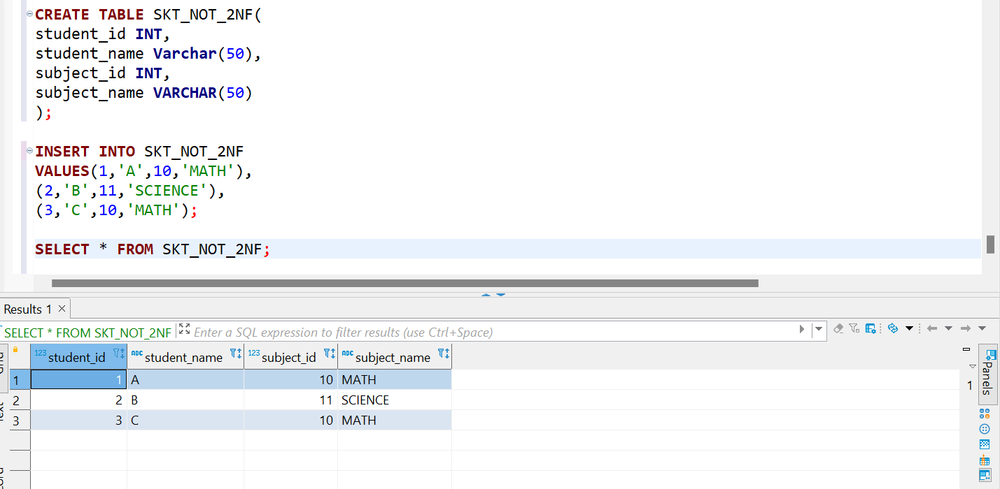 CREATE TABLE SKT_NOT_2NF(
student_id INT,
student_name Varchar(50),
subject_id INT,
subject_name VARCHAR(50)
);
INSERT INTO SKT_NOT_2NF
VALUES(1,'A',10,'MATH'),
(2,'B',11,'SCIENCE'),
(3,'C',10,'MATH');
SELECT * FROM SKT_NOT_2NF;
Results 1
SELECT * FROM SKT_NOT_2NF Enter a SQL expression to filter results (use Ctrl+Space)
123 student_id ABC student_name 123 subject_id ABC subject_name
1 1 A 10 MATH
2 2 B 11 SCIENCE
3 3 C 10 MATH
1
Panels